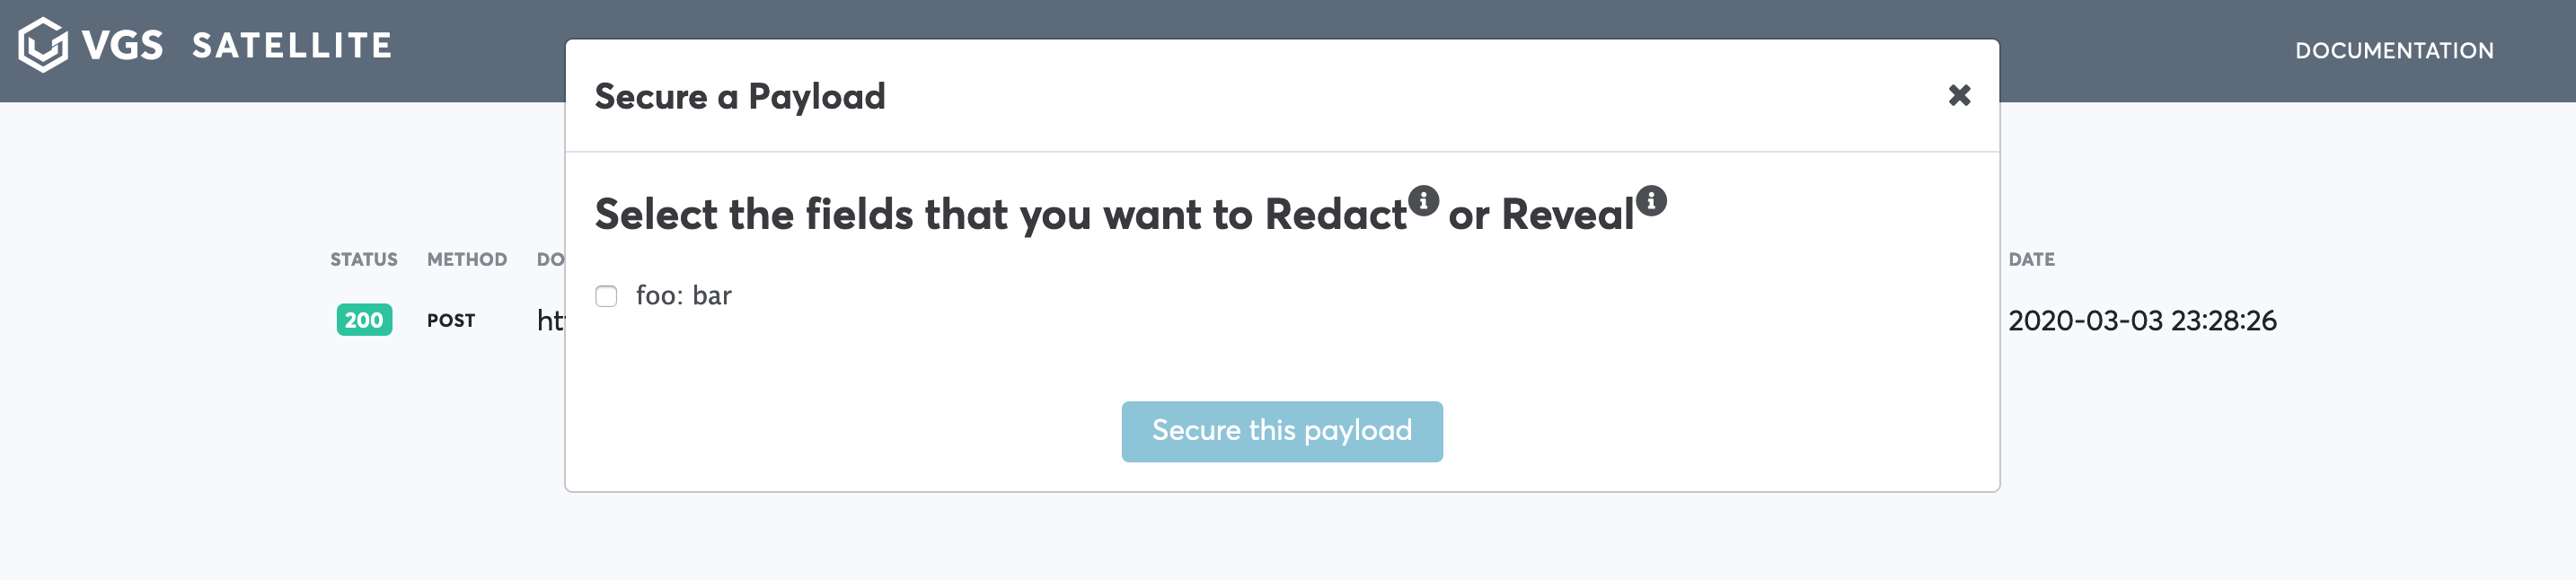 VGS SATELLITE
DOCUMENTATION
Secure a Payload
Select the fields that you want to Redact or Reveal
foo: bar
Secure this payload
STATUS METHOD DO DATE
200 POST ht 2020-03-03 23:28:26